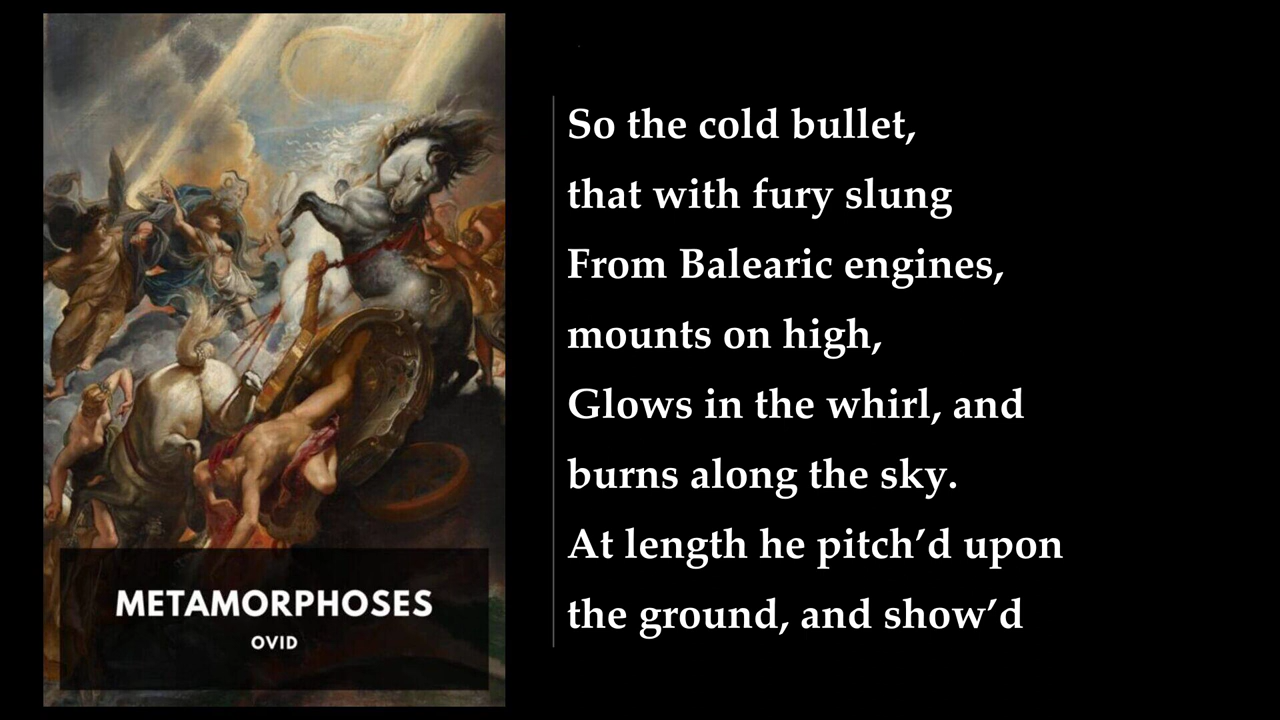 METAMORPHOSES
OVID
So the cold bullet,
that with fury slung
From Balearic engines,
mounts on high,
Glows in the whirl, and
burns along the sky.
At length he pitch’d upon
the ground, and show’d